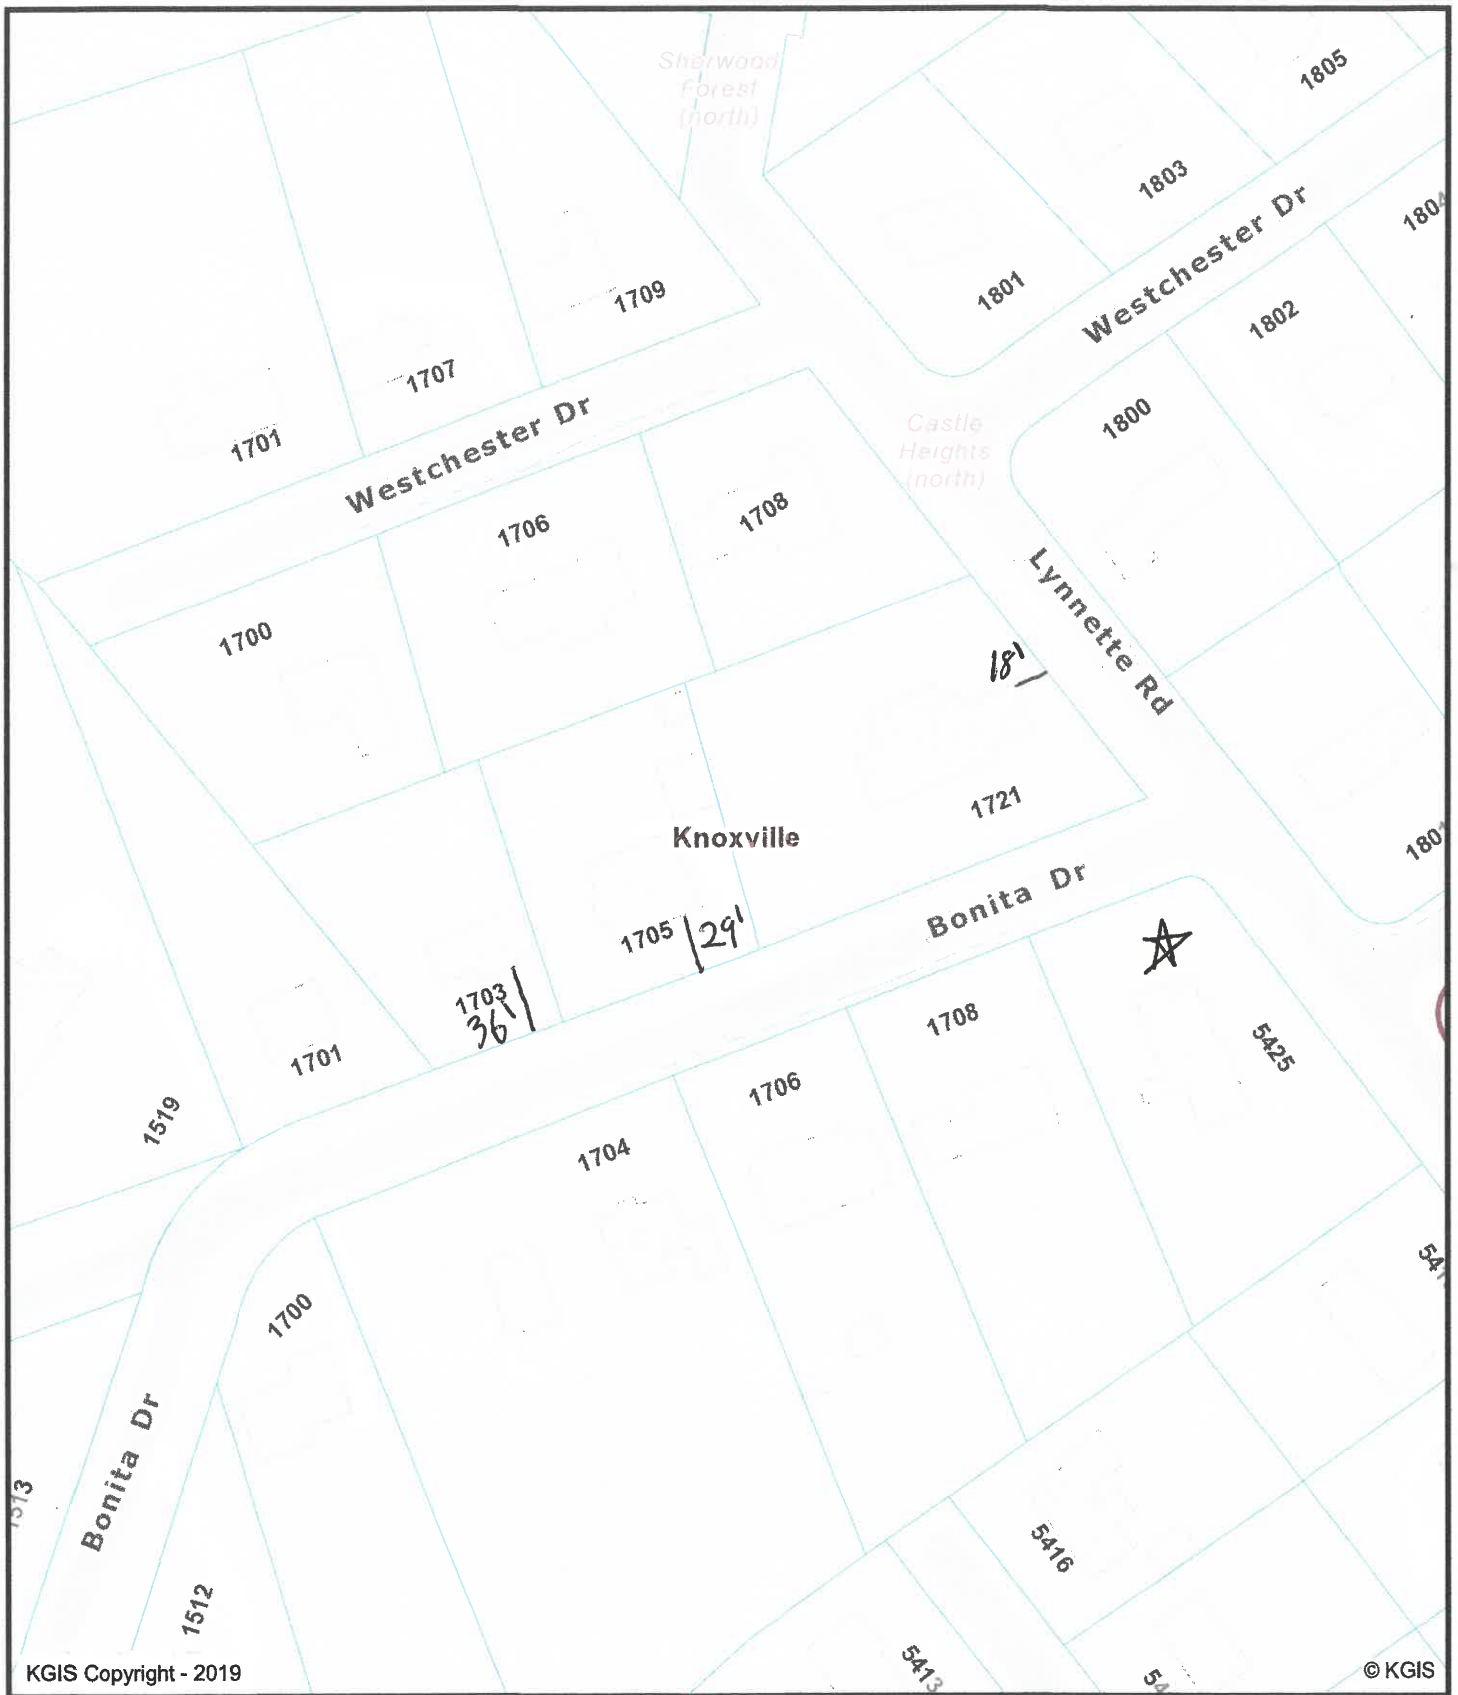 Sherwood
Forest
(north)
1805
1803
1801
Westchester Dr
1709
1802
1707
1800
1701
Westchester Dr
Castle
Heights
(north)
1706
1708
Lynnette Rd
1700
18'
1721
Knoxville
Bonita Dr
1705
29'
1703
36'
1708
5425
1701
1706
1519
1704
1700
Bonita Dr
5416
1512
5413
KGIS Copyright - 2019
© KGIS